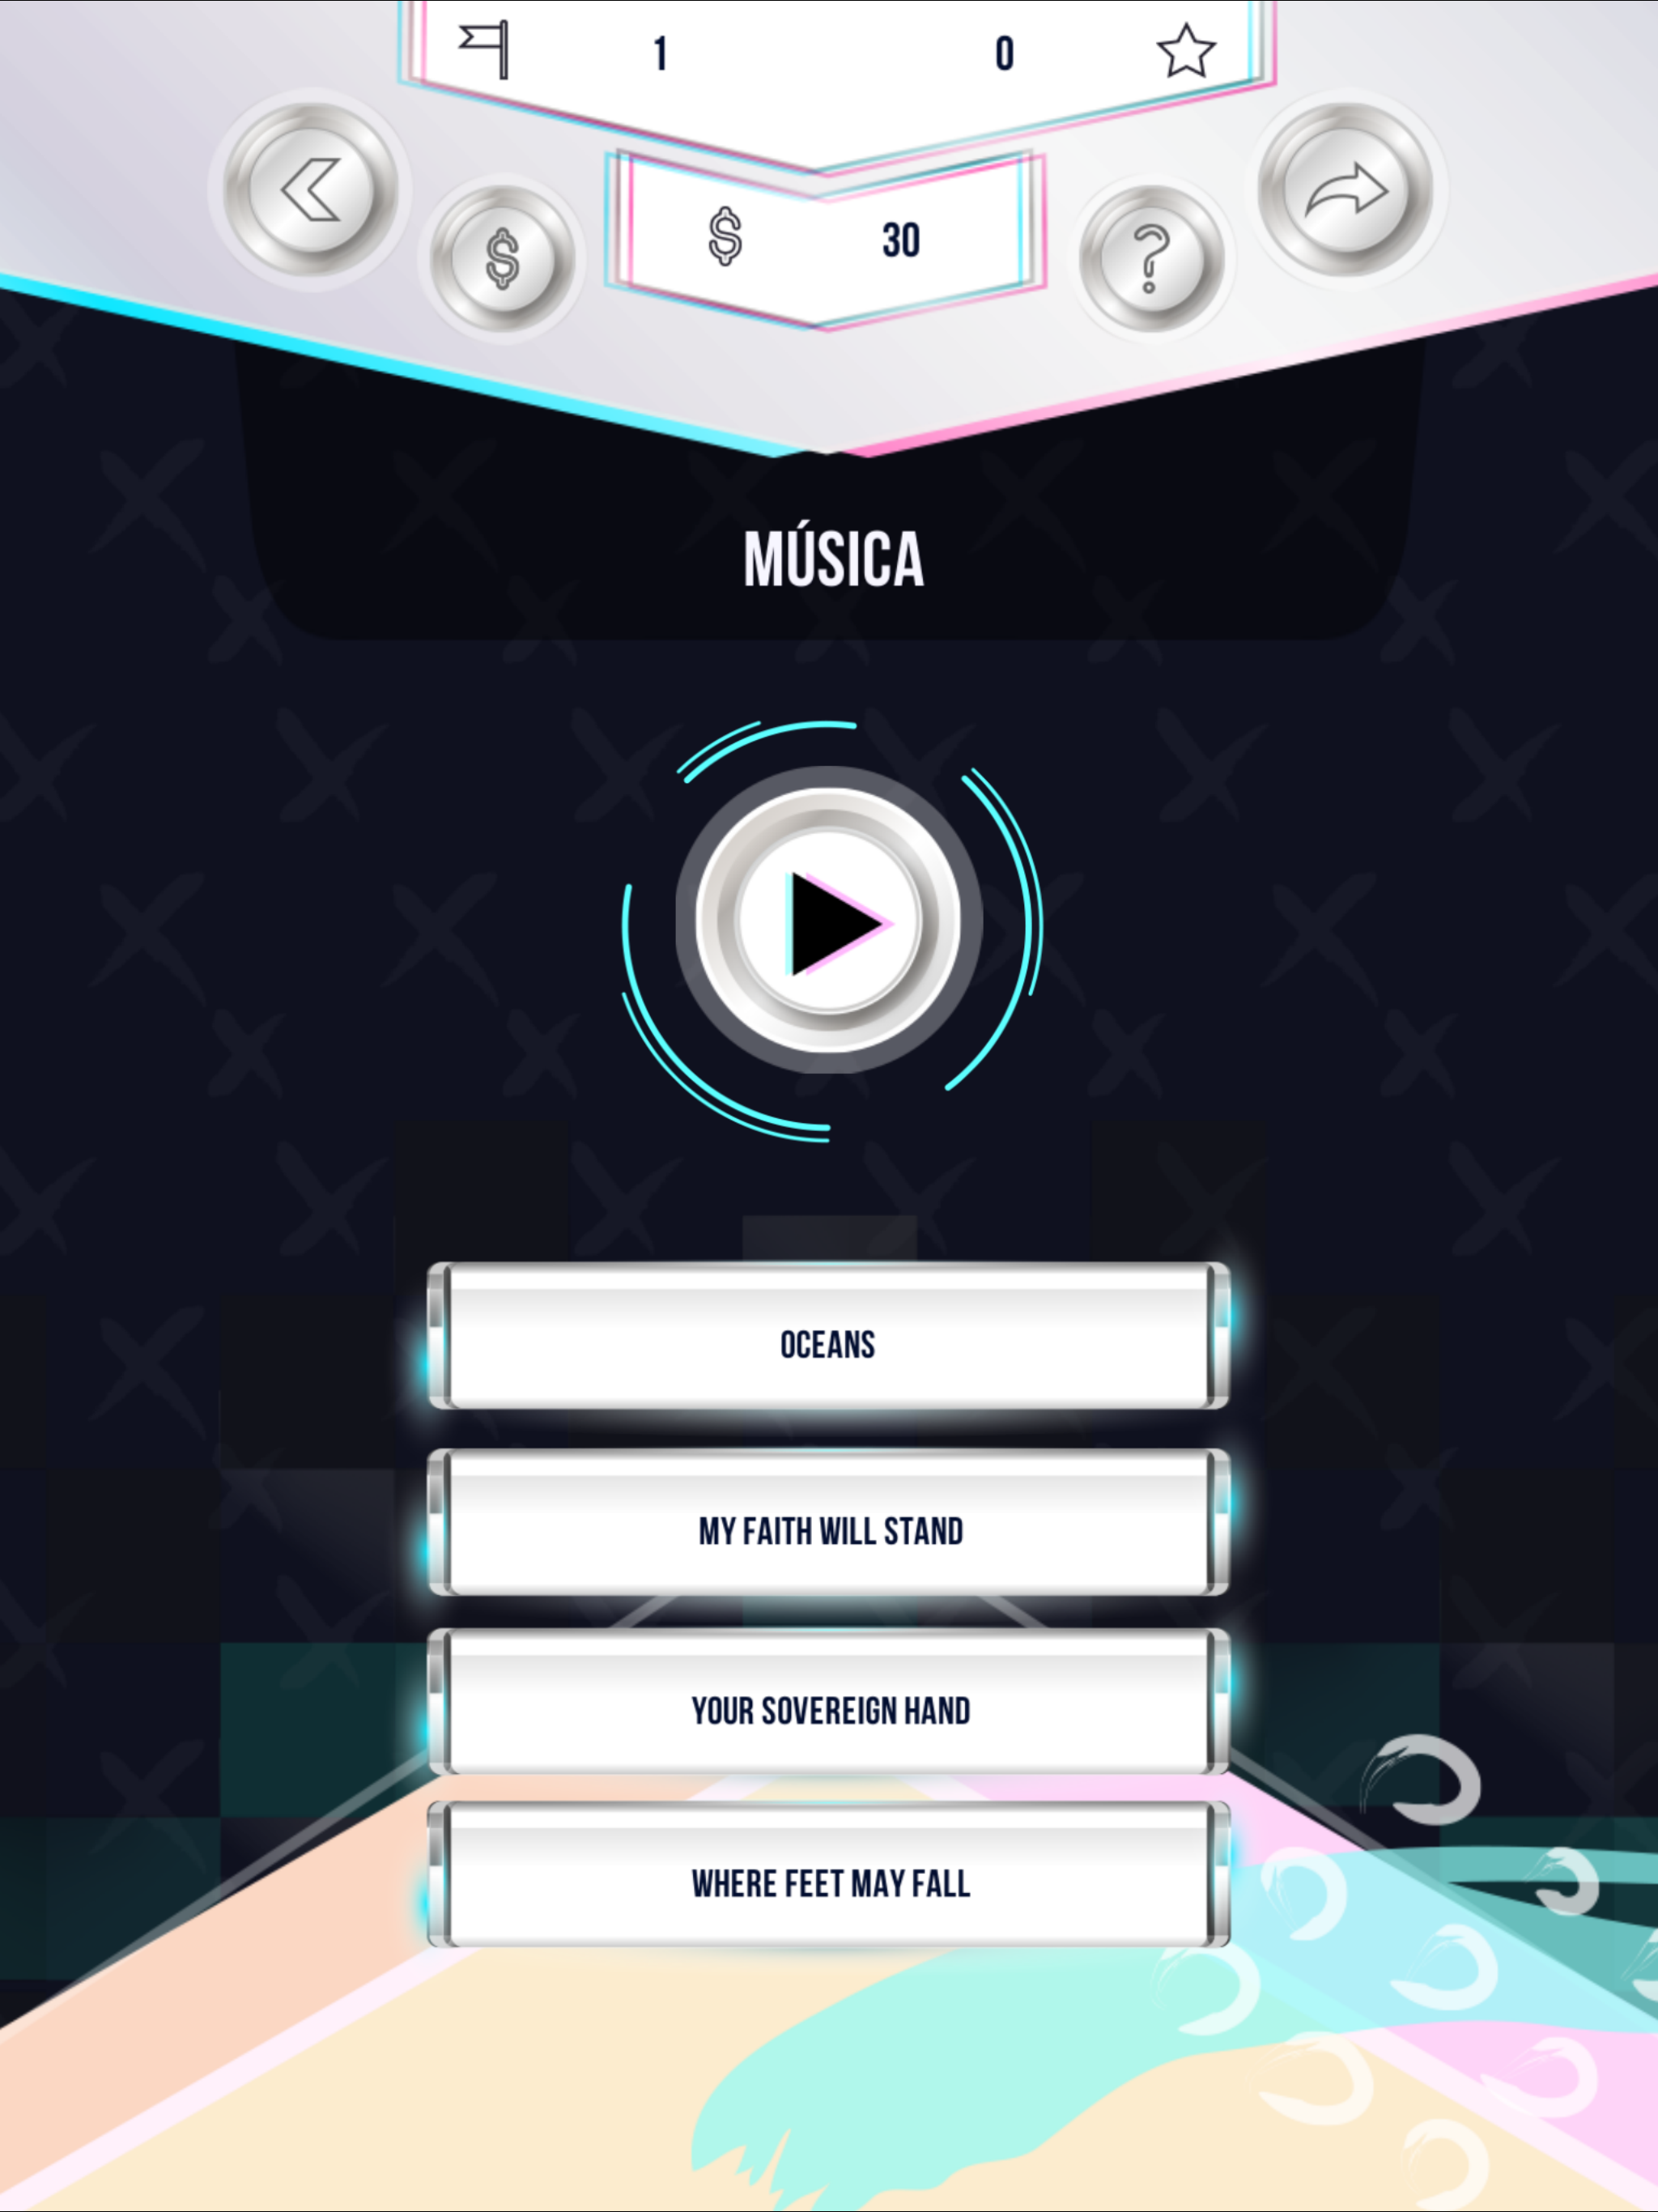 1 0
$ 30
$ ?
MÚSICA
OCEANS
MY FAITH WILL STAND
YOUR SOVEREIGN HAND
WHERE FEET MAY FALL